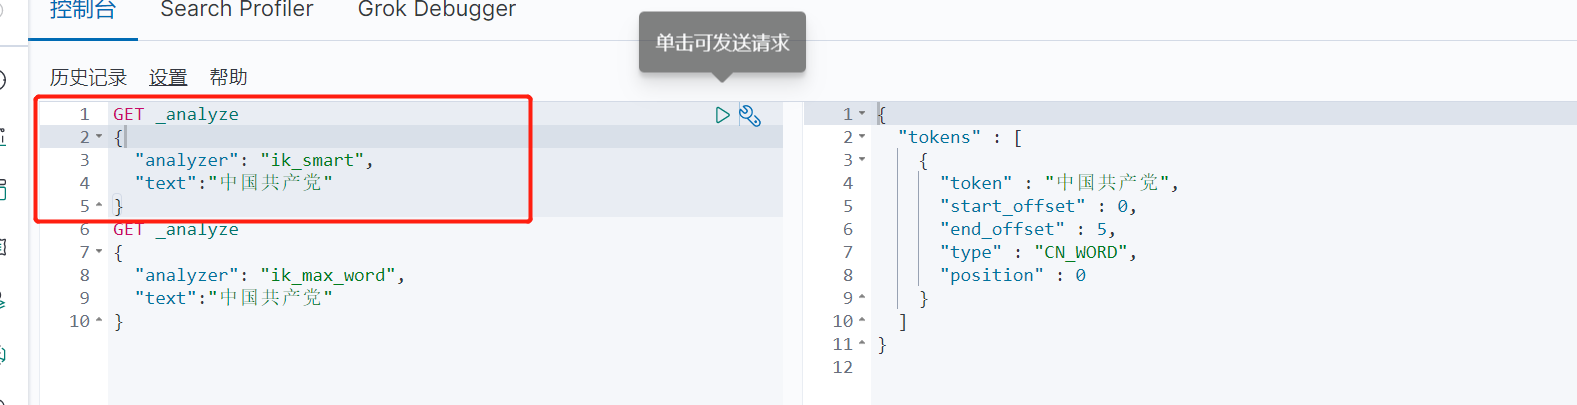 控制台 Search Profiler Grok Debugger
单击可发送请求
历史记录 设置 帮助
1 GET _analyze
2 {
3 "analyzer": "ik_smart",
4 "text":"中国共产党"
5 }
6 GET _analyze
7 {
8 "analyzer": "ik_max_word",
9 "text":"中国共产党"
10 }
1 {
2 "tokens" : [
3 {
4 "token" : "中国共产党",
5 "start_offset" : 0,
6 "end_offset" : 5,
7 "type" : "CN_WORD",
8 "position" : 0
9 }
10 ]
11 }
12